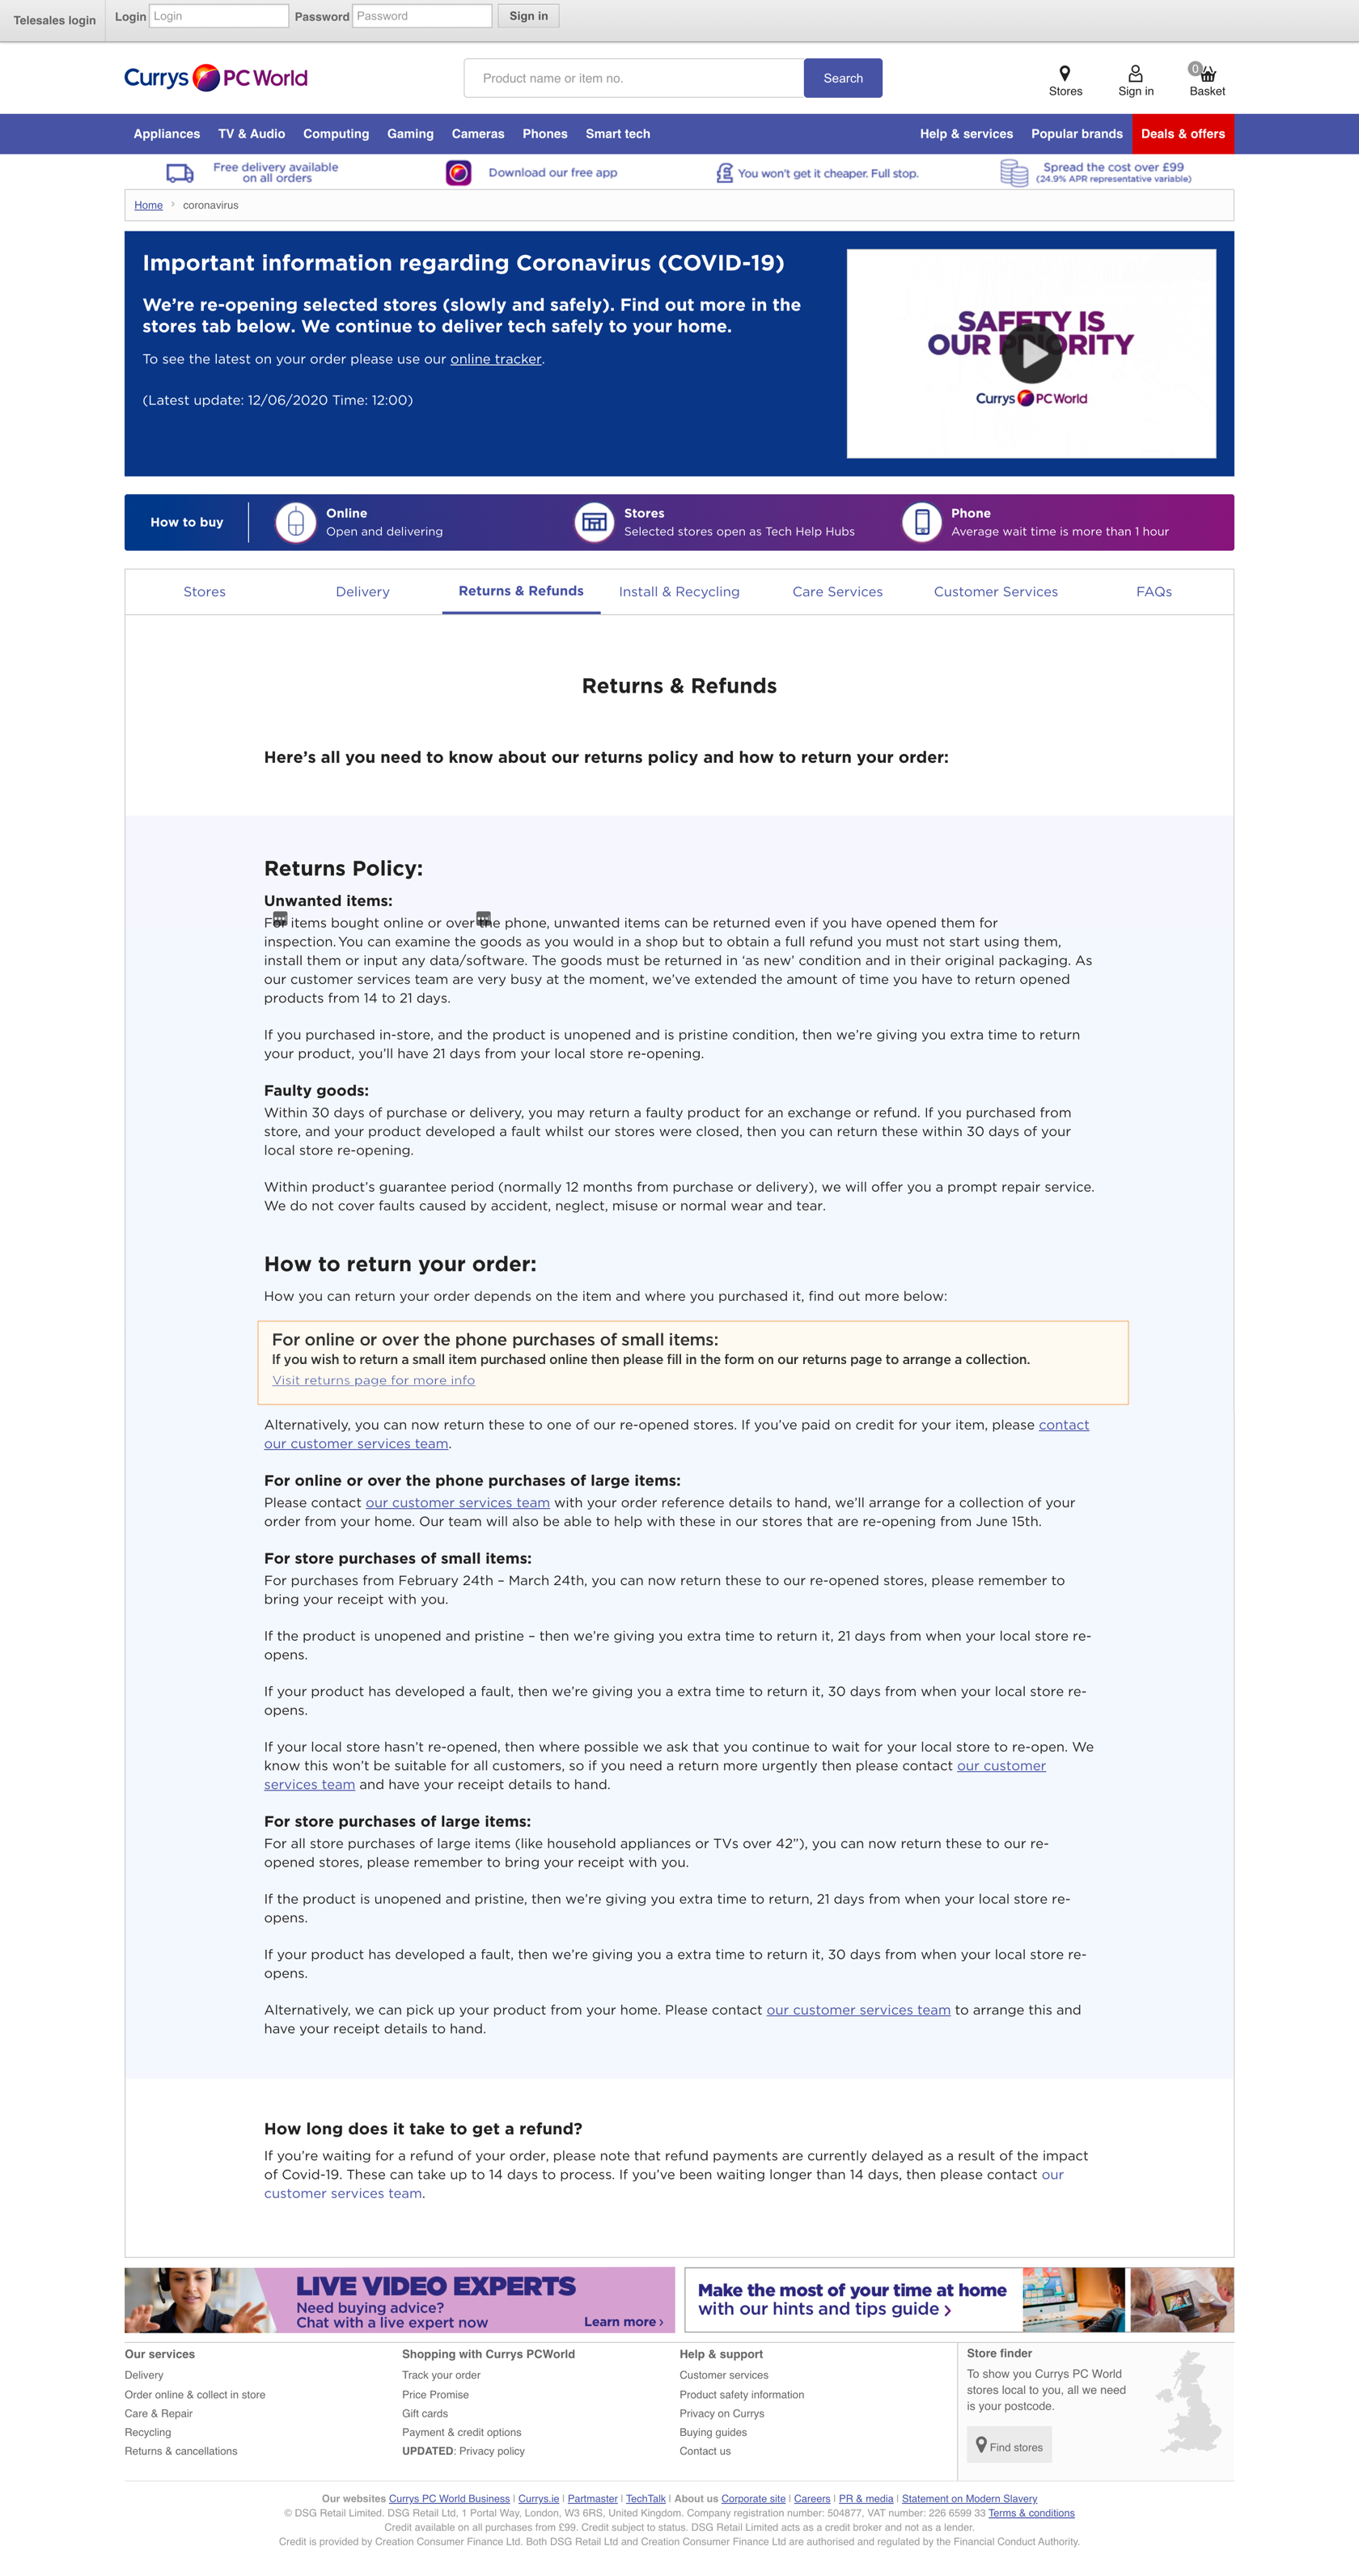 Telesales login
Login Login Password Password Sign in
Currys PC World
Product name or item no. Search
Stores Sign in 0 Basket
Appliances TV & Audio Computing Gaming Cameras Phones Smart tech Help & services Popular brands Deals & offers
Free delivery available
on all orders
Download our free app
You won't get it cheaper. Full stop.
Spread the cost over £99
(24.9% APR representative variable)
Home › coronavirus
Important information regarding Coronavirus (COVID-19)
We're re-opening selected stores (slowly and safely). Find out more in the
stores tab below. We continue to deliver tech safely to your home.
To see the latest on your order please use our online tracker.
(Latest update: 12/06/2020 Time: 12:00)
SAFETY IS
OUR PRIORITY
Currys PC World
How to buy
Online
Open and delivering
Stores
Selected stores open as Tech Help Hubs
Phone
Average wait time is more than 1 hour
Stores Delivery Returns & Refunds Install & Recycling Care Services Customer Services FAQs
Returns & Refunds
Here's all you need to know about our returns policy and how to return your order:
Returns Policy:
Unwanted items:
For items bought online or over the phone, unwanted items can be returned even if you have opened them for
inspection. You can examine the goods as you would in a shop but to obtain a full refund you must not start using them,
install them or input any data/software. The goods must be returned in 'as new' condition and in their original packaging. As
our customer services team are very busy at the moment, we've extended the amount of time you have to return opened
products from 14 to 21 days.
If you purchased in-store, and the product is unopened and is pristine condition, then we're giving you extra time to return
your product, you'll have 21 days from your local store re-opening.
Faulty goods:
Within 30 days of purchase or delivery, you may return a faulty product for an exchange or refund. If you purchased from
store, and your product developed a fault whilst our stores were closed, then you can return these within 30 days of your
local store re-opening.
Within product's guarantee period (normally 12 months from purchase or delivery), we will offer you a prompt repair service.
We do not cover faults caused by accident, neglect, misuse or normal wear and tear.
How to return your order:
How you can return your order depends on the item and where you purchased it, find out more below:
For online or over the phone purchases of small items:
If you wish to return a small item purchased online then please fill in the form on our returns page to arrange a collection.
Visit returns page for more info
Alternatively, you can now return these to one of our re-opened stores. If you've paid on credit for your item, please contact
our customer services team.
For online or over the phone purchases of large items:
Please contact our customer services team with your order reference details to hand, we'll arrange for a collection of your
order from your home. Our team will also be able to help with these in our stores that are re-opening from June 15th.
For store purchases of small items:
For purchases from February 24th – March 24th, you can now return these to our re-opened stores, please remember to
bring your receipt with you.
If the product is unopened and pristine – then we're giving you extra time to return it, 21 days from when your local store re-
opens.
If your product has developed a fault, then we're giving you a extra time to return it, 30 days from when your local store re-
opens.
If your local store hasn't re-opened, then where possible we ask that you continue to wait for your local store to re-open. We
know this won't be suitable for all customers, so if you need a return more urgently then please contact our customer
services team and have your receipt details to hand.
For store purchases of large items:
For all store purchases of large items (like household appliances or TVs over 42”), you can now return these to our re-
opened stores, please remember to bring your receipt with you.
If the product is unopened and pristine, then we're giving you extra time to return, 21 days from when your local store re-
opens.
If your product has developed a fault, then we're giving you a extra time to return it, 30 days from when your local store re-
opens.
Alternatively, we can pick up your product from your home. Please contact our customer services team to arrange this and
have your receipt details to hand.
How long does it take to get a refund?
If you're waiting for a refund of your order, please note that refund payments are currently delayed as a result of the impact
of Covid-19. These can take up to 14 days to process. If you've been waiting longer than 14 days, then please contact our
customer services team.
LIVE VIDEO EXPERTS
Need buying advice?
Chat with a live expert now Learn more ›
Make the most of your time at home
with our hints and tips guide ›
Our services
Delivery
Order online & collect in store
Care & Repair
Recycling
Returns & cancellations
Shopping with Currys PCWorld
Track your order
Price Promise
Gift cards
Payment & credit options
UPDATED: Privacy policy
Help & support
Customer services
Product safety information
Privacy on Currys
Buying guides
Contact us
Store finder
To show you Currys PC World
stores local to you, all we need
is your postcode.
Find stores
Our websites Currys PC World Business | Currys.ie | Partmaster | TechTalk | About us Corporate site | Careers | PR & media | Statement on Modern Slavery
© DSG Retail Limited. DSG Retail Ltd, 1 Portal Way, London, W3 6RS, United Kingdom. Company registration number: 504877, VAT number: 226 6599 33 Terms & conditions
Credit available on all purchases from £99. Credit subject to status. DSG Retail Limited acts as a credit broker and not as a lender.
Credit is provided by Creation Consumer Finance Ltd. Both DSG Retail Ltd and Creation Consumer Finance Ltd are authorised and regulated by the Financial Conduct Authority.